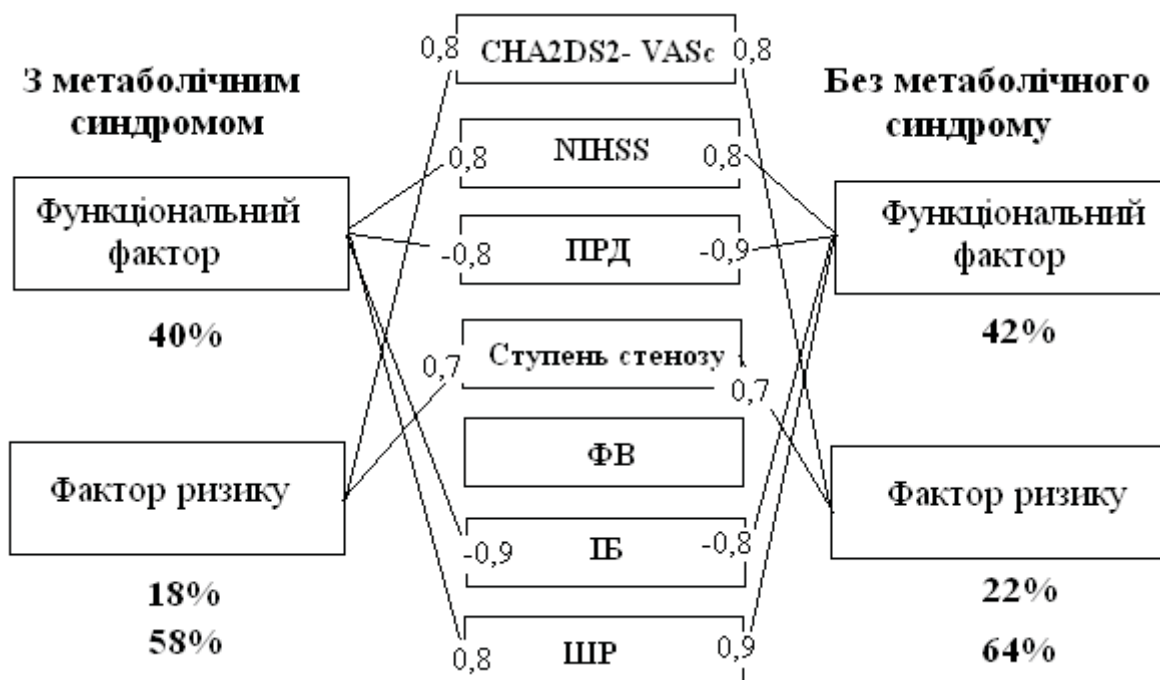 0,8 CHA2DS2- VASc 0,8
З метаболічним
синдромом
Без метаболічного
синдрому
0,8 NIHSS 0,8
Функціональний
фактор
Функціональний
фактор
-0,8 ПРД -0,9
40%
42%
Ступень стенозу
0,7
0,7
ФВ
Фактор ризику
Фактор ризику
-0,9 ІБ -0,8
18%
22%
58%
64%
0,8 ШР 0,9